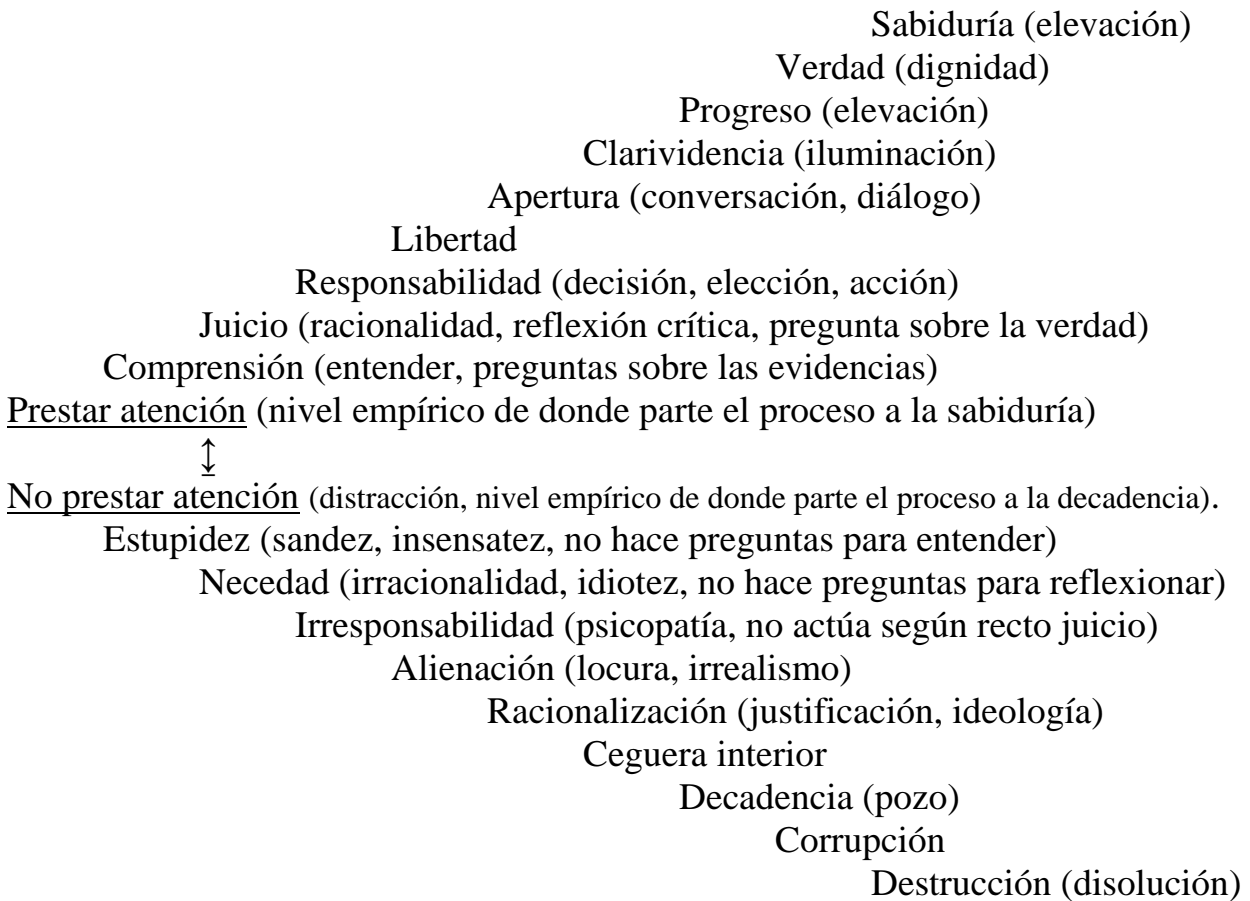 Sabiduría (elevación)
Verdad (dignidad)
Progreso (elevación)
Clarividencia (iluminación)
Apertura (conversación, diálogo)
Libertad
Responsabilidad (decisión, elección, acción)
Juicio (racionalidad, reflexión crítica, pregunta sobre la verdad)
Comprensión (entender, preguntas sobre las evidencias)
Prestar atención (nivel empírico de donde parte el proceso a la sabiduría)
↕
No prestar atención (distracción, nivel empírico de donde parte el proceso a la decadencia).
Estupidez (sandez, insensatez, no hace preguntas para entender)
Necedad (irracionalidad, idiotez, no hace preguntas para reflexionar)
Irresponsabilidad (psicopatía, no actúa según recto juicio)
Alienación (locura, irrealismo)
Racionalización (justificación, ideología)
Ceguera interior
Decadencia (pozo)
Corrupción
Destrucción (disolución)